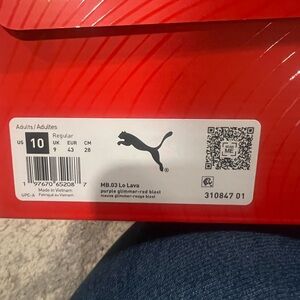 Adults/Adultes
Regular
US 10 UK 9 EUR 43 CM 28
MB.03 Lo Lava
purple glimmer-red blast
mauve glimmer-rouge blast
1 97670 65208 7
UPC-A
Made in Vietnam
Fabriqué au Vietnam
310847 01